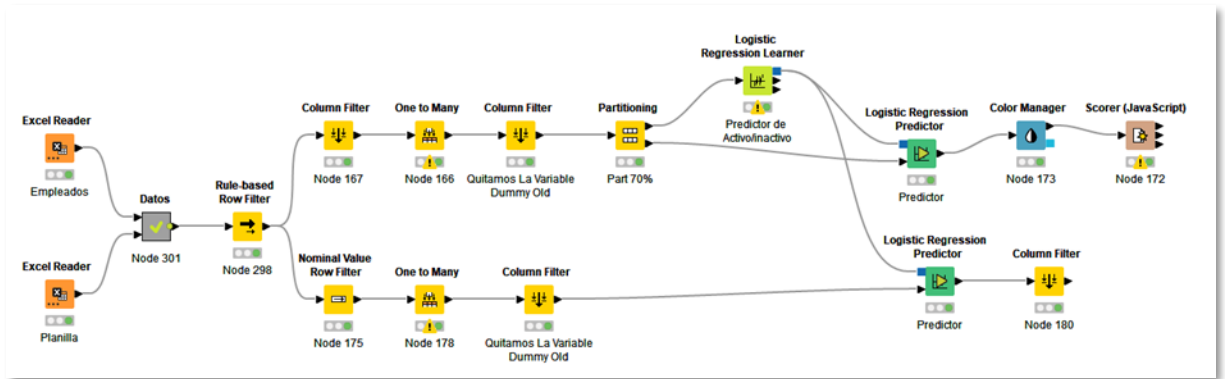 Logistic
Regression Learner
Predictor de
Activo/inactivo
Excel Reader
Empleados
Column Filter
Node 167
One to Many
Node 166
Column Filter
Quitamos La Variable
Dummy Old
Partitioning
Part 70%
Logistic Regression
Predictor
Predictor
Color Manager
Node 173
Scorer (JavaScript)
Node 172
Datos
Node 301
Rule-based
Row Filter
Node 298
Excel Reader
Planilla
Nominal Value
Row Filter
Node 175
One to Many
Node 178
Column Filter
Quitamos La Variable
Dummy Old
Logistic Regression
Predictor
Predictor
Column Filter
Node 180